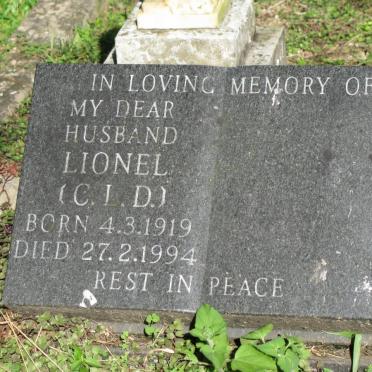 IN LOVING MEMORY OF
MY DEAR
HUSBAND
LIONEL
(C.L.D.)
BORN 4.3.1919
DIED 27.2.1994
REST IN PEACE